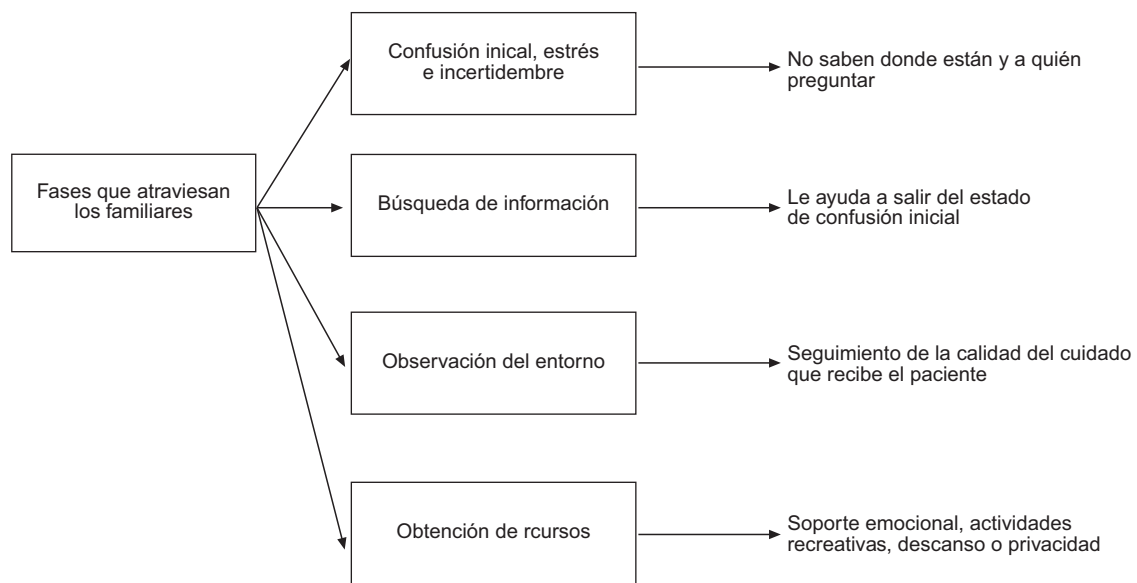 Confusión inical, estrés
e incertidembre
No saben donde están y a quién
preguntar
Fases que atraviesan
los familiares
Búsqueda de información
Le ayuda a salir del estado
de confusión inicial
Observación del entorno
Seguimiento de la calidad del cuidado
que recibe el paciente
Obtención de rcursos
Soporte emocional, actividades
recreativas, descanso o privacidad